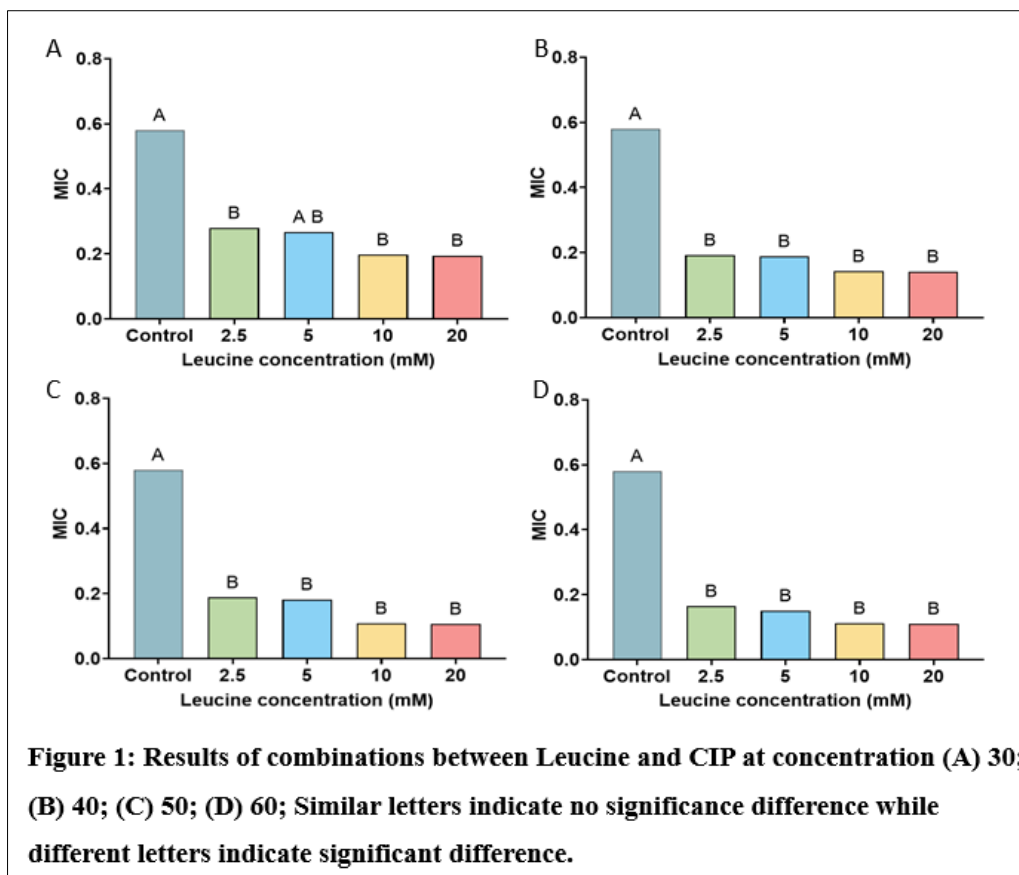 A
0.8
0.6
0.4
0.2
0.0
MIC
A
B
A B
B
B
Control 2.5 5 10 20
Leucine concentration (mM)
B
0.8
0.6
0.4
0.2
0.0
MIC
A
B
B
B
B
Control 2.5 5 10 20
Leucine concentration (mM)
C
0.8
0.6
0.4
0.2
0.0
MIC
A
B
B
B
B
Control 2.5 5 10 20
Leucine concentration (mM)
D
0.8
0.6
0.4
0.2
0.0
MIC
A
B
B
B
B
Control 2.5 5 10 20
Leucine concentration (mM)
Figure 1: Results of combinations between Leucine and CIP at concentration (A) 30;
(B) 40; (C) 50; (D) 60; Similar letters indicate no significance difference while
different letters indicate significant difference.